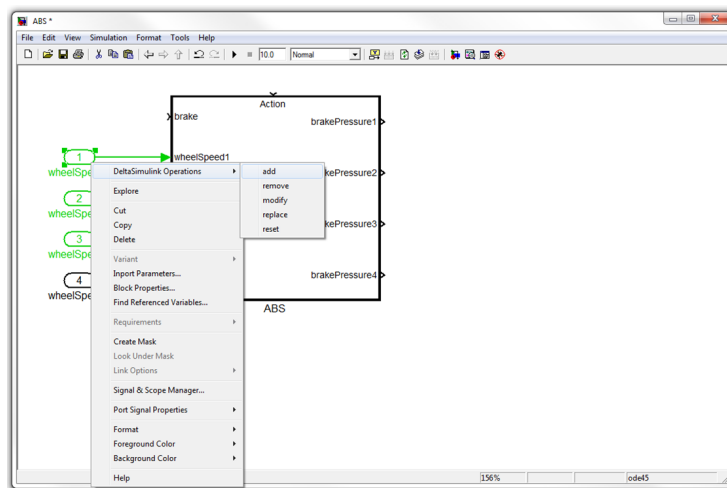 ABS *
File Edit View Simulation Format Tools Help
10.0 Normal
Action
brake
brakePressure1
1
wheelSpeed1
wheelSpe
DeltaSimulink Operations
add
kePressure2
remove
Explore
modify
2
Cut
replace
wheelSpe
Copy
kePressure3
reset
3
Delete
wheelSpe
Variant
Inport Parameters...
4
brakePressure4
Block Properties...
wheelSpe
Find Referenced Variables...
ABS
Requirements
Create Mask
Look Under Mask
Link Options
Signal & Scope Manager...
Port Signal Properties
Format
Foreground Color
Background Color
Help
156%
ode45